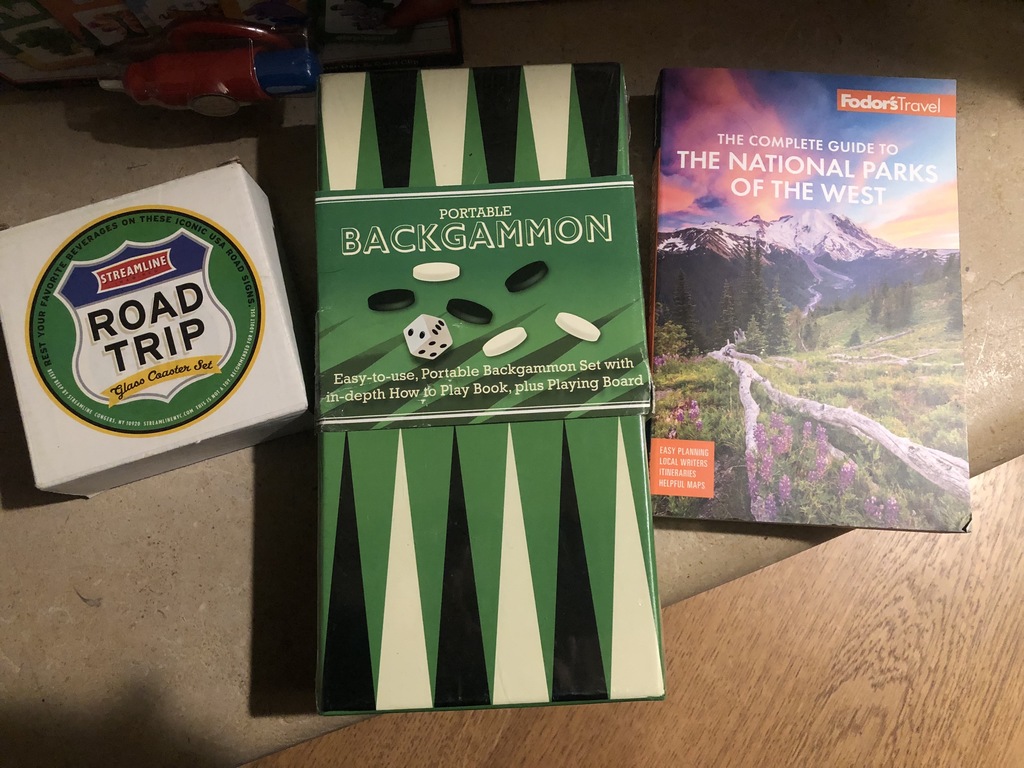 REST YOUR FAVORITE BEVERAGES ON THESE ICONIC USA ROAD SIGNS.
STREAMLINE
ROAD
TRIP
Glass Coaster Set
PORTABLE
BACKGAMMON
Easy-to-use, Portable Backgammon Set with
in-depth How to Play Book, plus Playing Board
Fodor's Travel
THE COMPLETE GUIDE TO
THE NATIONAL PARKS
OF THE WEST
EASY PLANNING
LOCAL WRITERS
ITINERARIES
HELPFUL MAPS